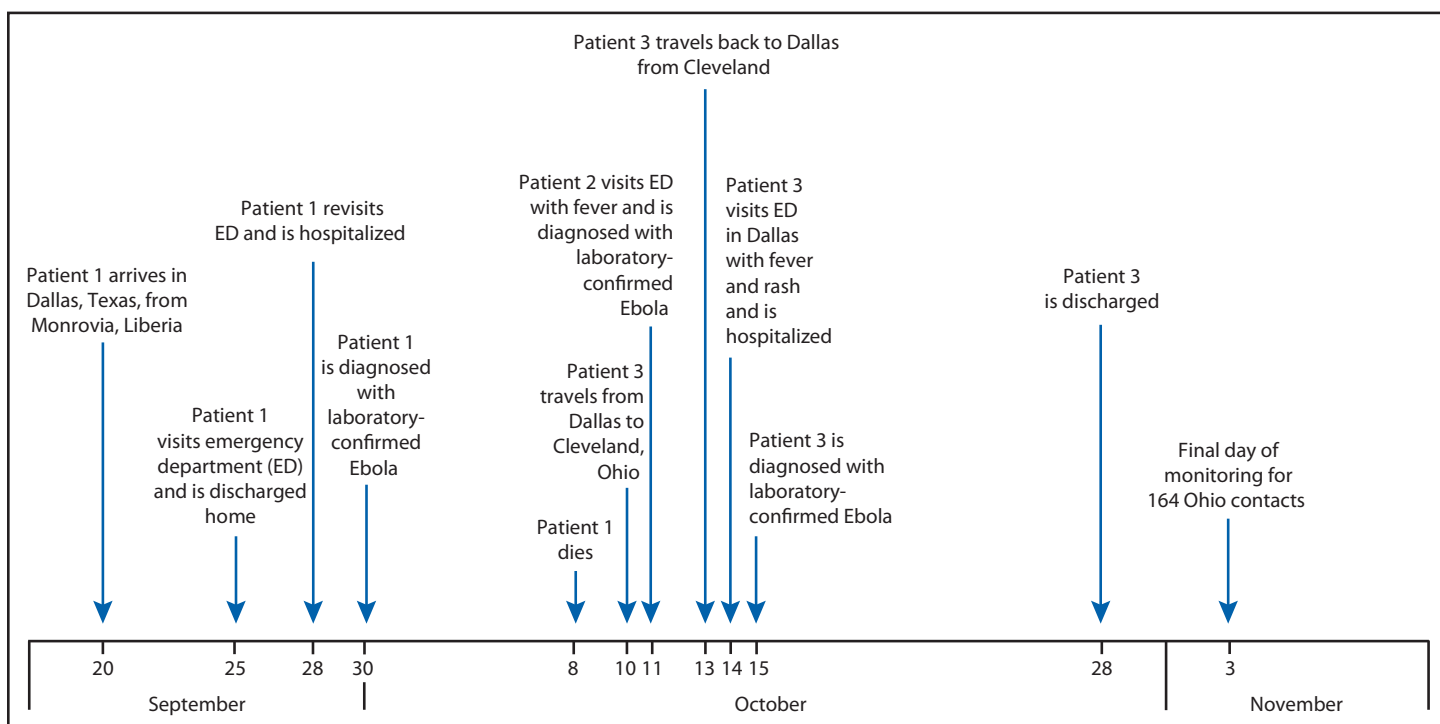 Patient 3 travels back to Dallas
from Cleveland
Patient 1 arrives in
Dallas, Texas, from
Monrovia, Liberia
Patient 1
visits emergency
department (ED)
and is discharged
home
Patient 1 revisits
ED and is hospitalized
Patient 1
is diagnosed
with
laboratory-
confirmed
Ebola
Patient 1
dies
Patient 3
travels from
Dallas to
Cleveland,
Ohio
Patient 2 visits ED
with fever and is
diagnosed with
laboratory-
confirmed
Ebola
Patient 3
visits ED
in Dallas
with fever
and rash
and is
hospitalized
Patient 3 is
diagnosed with
laboratory-
confirmed Ebola
Patient 3
is discharged
Final day of
monitoring for
164 Ohio contacts
20 25 28 30 8 10 11 13 14 15 28 3
September October November